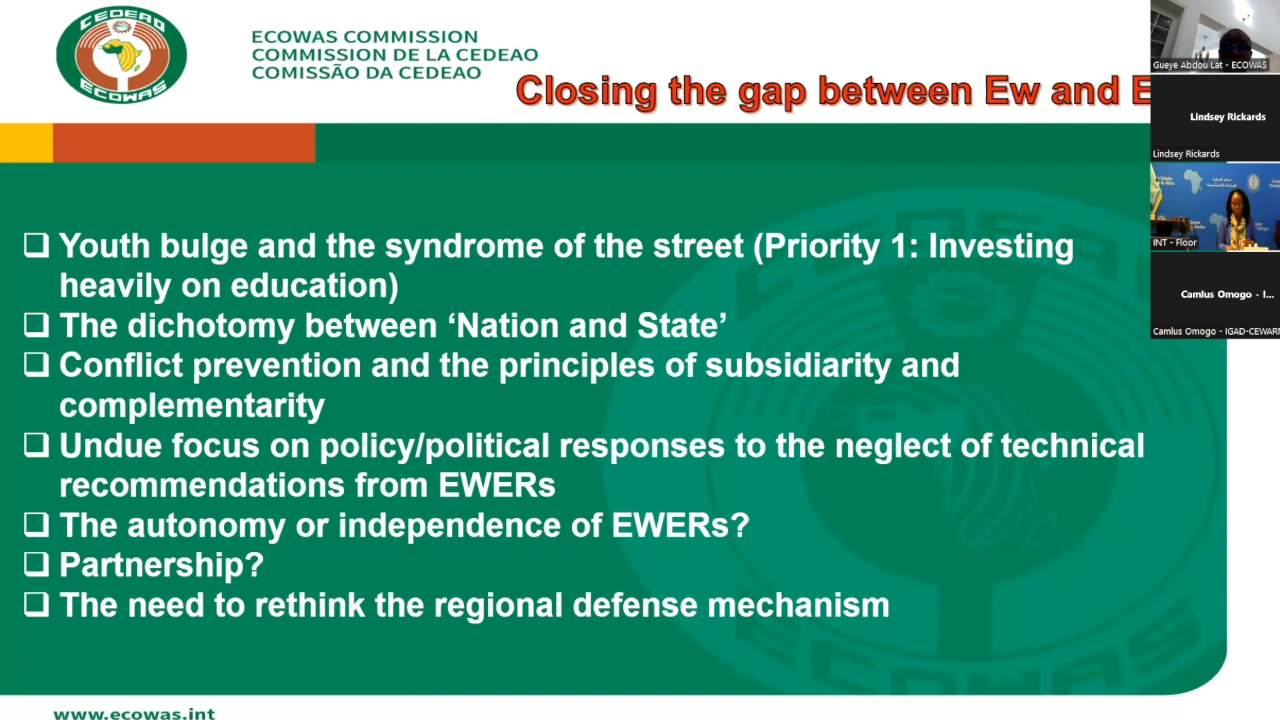 CEDEAO
ECOWAS
ECOWAS COMMISSION
COMMISSION DE LA CEDEAO
COMISSÃO DA CEDEAO
Closing the gap between Ew and E
❑ Youth bulge and the syndrome of the street (Priority 1: Investing
heavily on education)
❑ The dichotomy between ‘Nation and State’
❑ Conflict prevention and the principles of subsidiarity and
complementarity
❑ Undue focus on policy/political responses to the neglect of technical
recommendations from EWERs
❑ The autonomy or independence of EWERs?
❑ Partnership?
❑ The need to rethink the regional defense mechanism
ECOWAS
www.ecowas.int
Gueye Abdou Lat - ECOWAS
Lindsey Rickards
Lindsey Rickards
INT - Floor
Camlus Omogo - I...
Camlus Omogo - IGAD-CEWARN